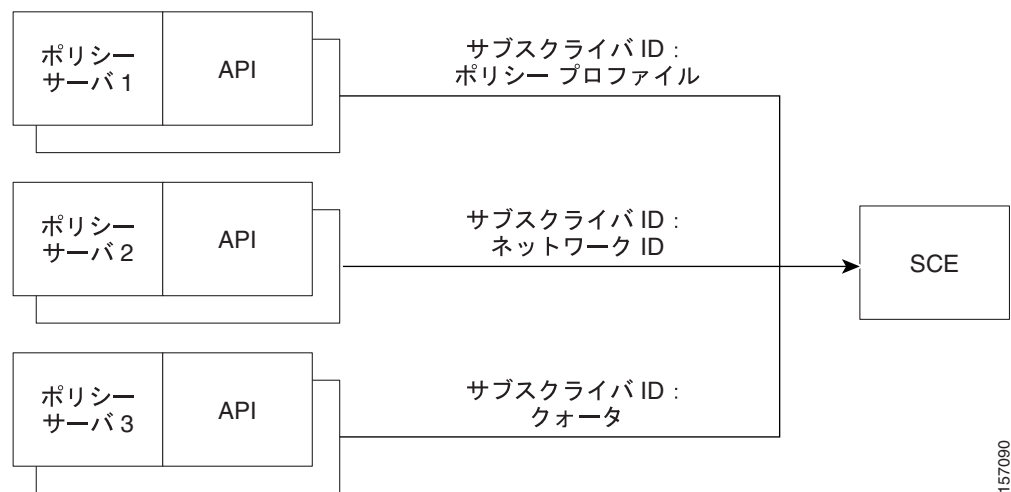 ポリシー
サーバ 1
API
サブスクライバ ID :
ポリシー プロファイル
ポリシー
サーバ 2
API
サブスクライバ ID :
ネットワーク ID
SCE
ポリシー
サーバ 3
API
サブスクライバ ID :
クォータ
157090